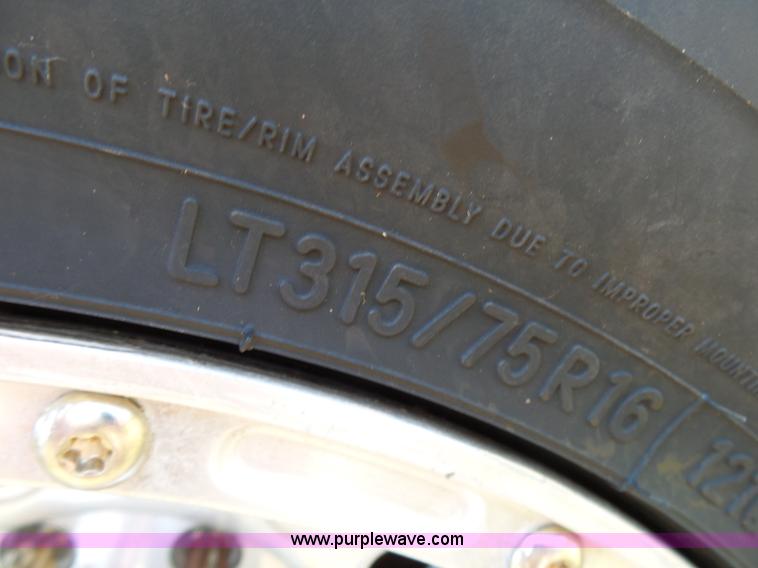 ON OF TIRE/RIM ASSEMBLY DUE TO IMPROPER
LT315/75R16
www.purplewave.com